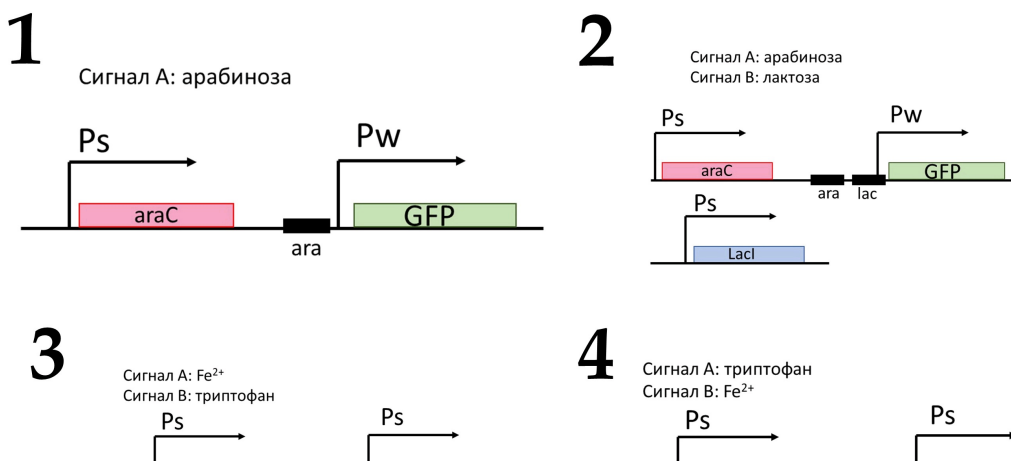 1
Сигнал А: арабиноза
Ps
Pw
araC
GFP
ara
2
Сигнал А: арабиноза
Сигнал В: лактоза
Ps
Pw
araC
GFP
ara
lac
Ps
LacI
3
Сигнал А: Fe²⁺
Сигнал В: триптофан
Ps
Ps
4
Сигнал А: триптофан
Сигнал В: Fe²⁺
Ps
Ps